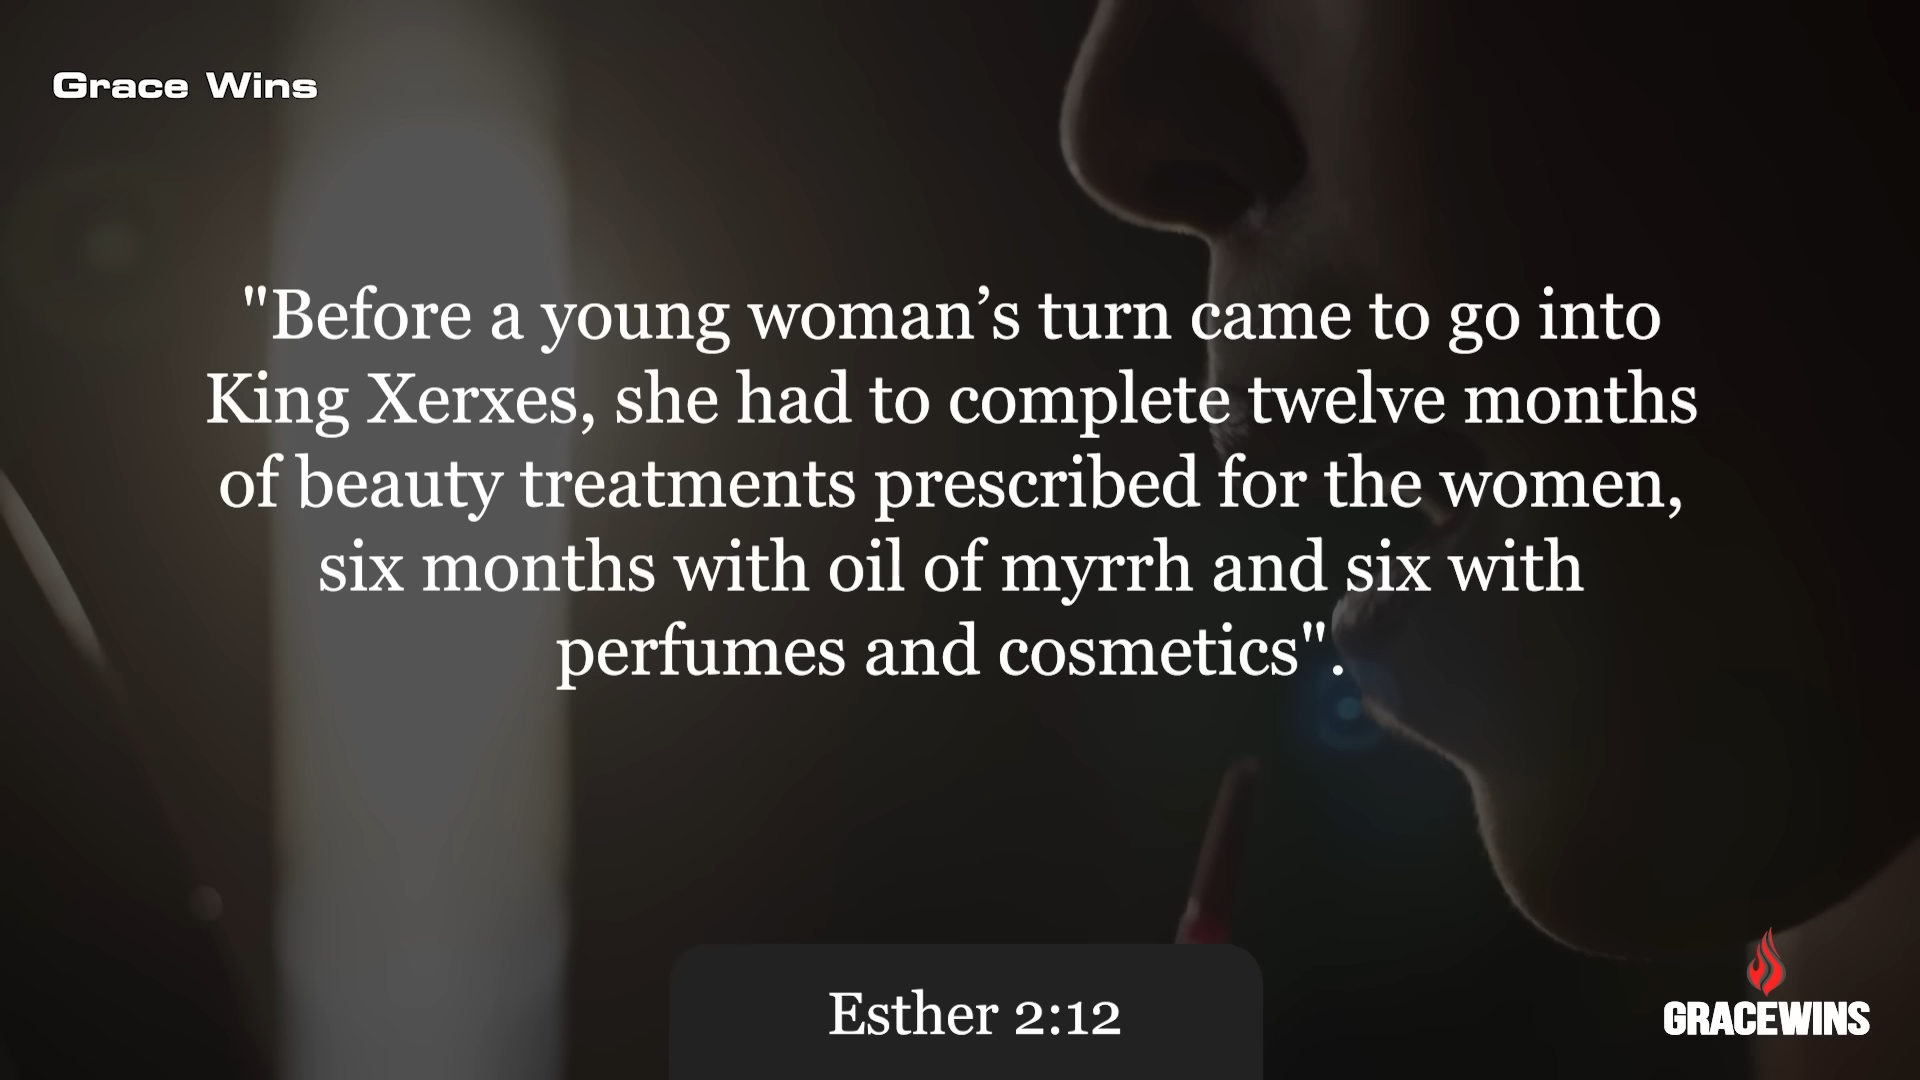 Grace Wins
"Before a young woman’s turn came to go into
King Xerxes, she had to complete twelve months
of beauty treatments prescribed for the women,
six months with oil of myrrh and six with
perfumes and cosmetics".
Esther 2:12
GRACEWINS